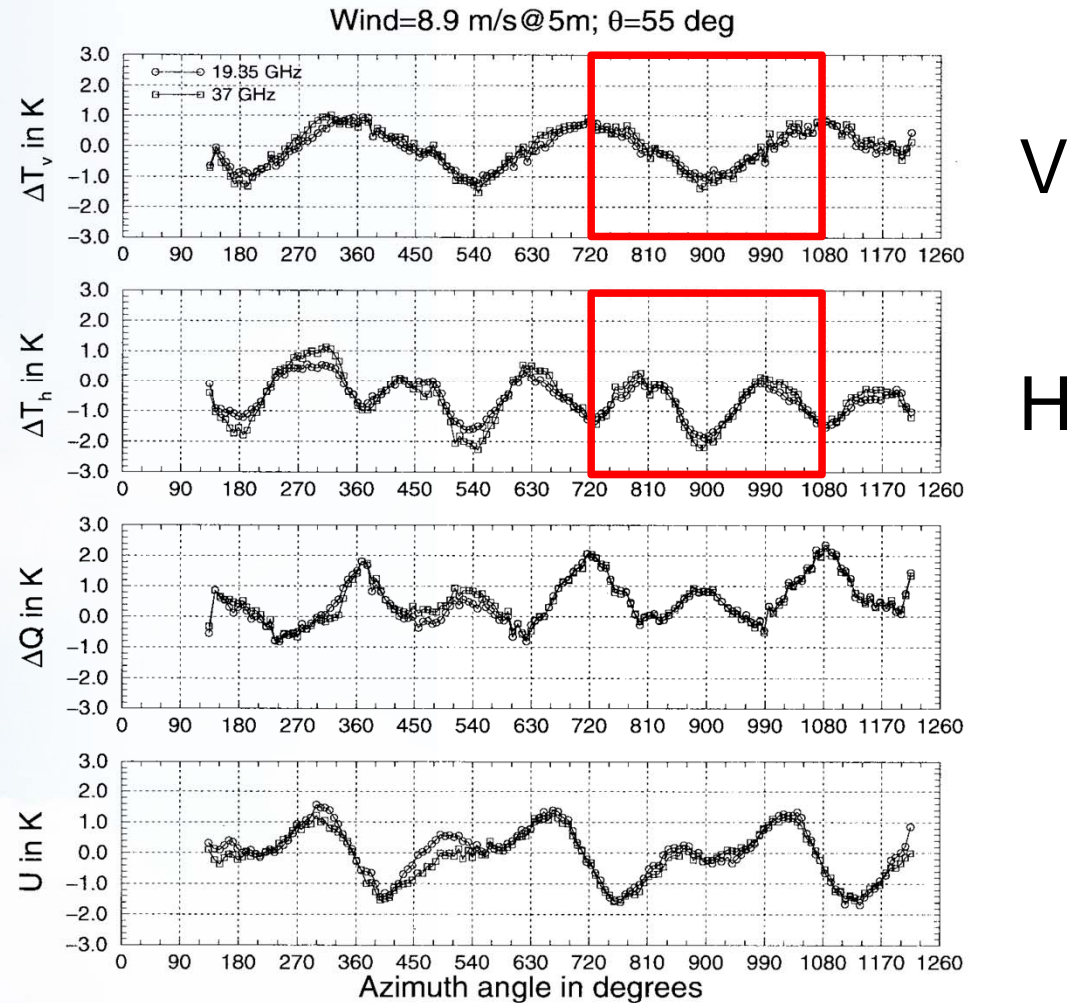 Wind=8.9 m/s@5m; θ=55 deg
ΔTv in K
3.0
2.0
1.0
0.0
−1.0
−2.0
−3.0
19.35 GHz
37 GHz
0 90 180 270 360 450 540 630 720 810 900 990 1080 1170 1260
V
ΔTh in K
3.0
2.0
1.0
0.0
−1.0
−2.0
−3.0
0 90 180 270 360 450 540 630 720 810 900 990 1080 1170 1260
H
ΔQ in K
3.0
2.0
1.0
0.0
−1.0
−2.0
−3.0
0 90 180 270 360 450 540 630 720 810 900 990 1080 1170 1260
U in K
3.0
2.0
1.0
0.0
−1.0
−2.0
−3.0
0 90 180 270 360 450 540 630 720 810 900 990 1080 1170 1260
Azimuth angle in degrees